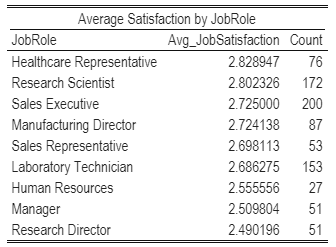 Average Satisfaction by JobRole
JobRole Avg_JobSatisfaction Count
Healthcare Representative 2.828947 76
Research Scientist 2.802326 172
Sales Executive 2.725000 200
Manufacturing Director 2.724138 87
Sales Representative 2.698113 53
Laboratory Technician 2.686275 153
Human Resources 2.555556 27
Manager 2.509804 51
Research Director 2.490196 51